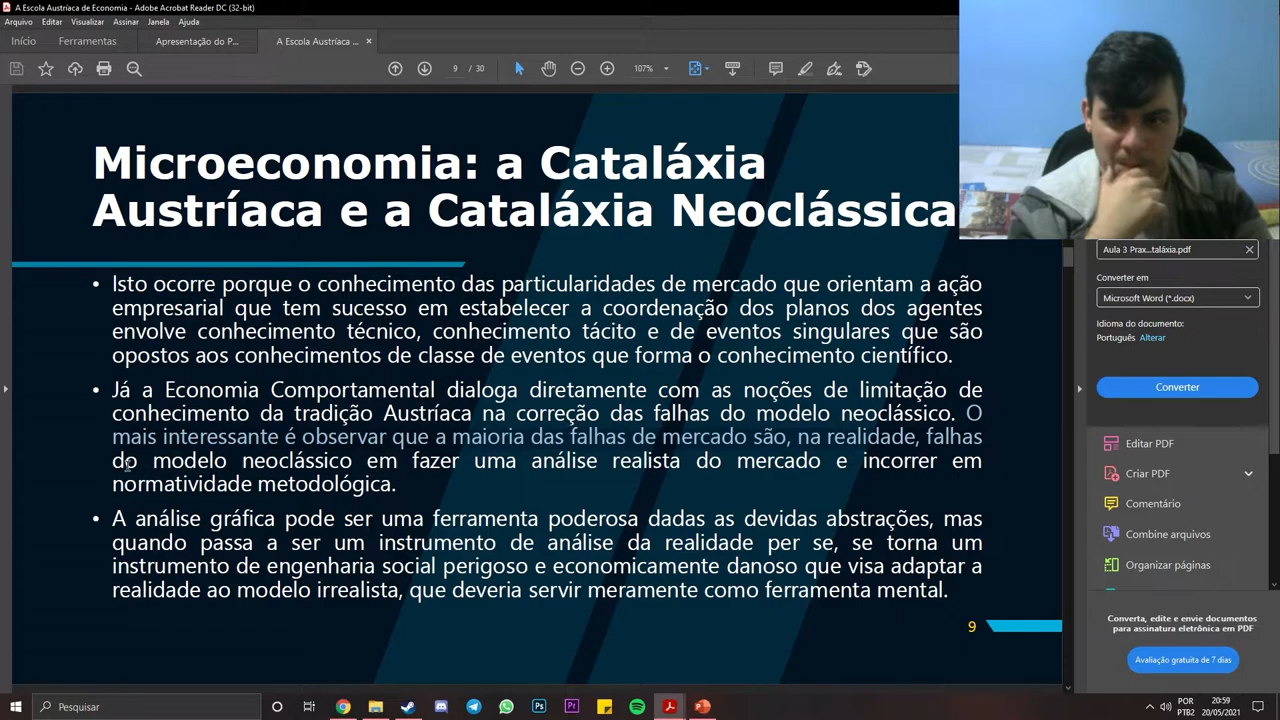 A Escola Austríaca de Economia - Adobe Acrobat Reader DC (32-bit)
Arquivo Editar Visualizar Assinar Janela Ajuda
Início Ferramentas Apresentação do P... A Escola Austríaca ... ×
9 / 30 107%
Microeconomia: a Cataláxia
Austríaca e a Cataláxia Neoclássica
• Isto ocorre porque o conhecimento das particularidades de mercado que orientam a ação
empresarial que tem sucesso em estabelecer a coordenação dos planos dos agentes
envolve conhecimento técnico, conhecimento tácito e de eventos singulares que são
opostos aos conhecimentos de classe de eventos que forma o conhecimento científico.
• Já a Economia Comportamental dialoga diretamente com as noções de limitação de
conhecimento da tradição Austríaca na correção das falhas do modelo neoclássico. O
mais interessante é observar que a maioria das falhas de mercado são, na realidade, falhas
do modelo neoclássico em fazer uma análise realista do mercado e incorrer em
normatividade metodológica.
• A análise gráfica pode ser uma ferramenta poderosa dadas as devidas abstrações, mas
quando passa a ser um instrumento de análise da realidade per se, se torna um
instrumento de engenharia social perigoso e economicamente danoso que visa adaptar a
realidade ao modelo irrealista, que deveria servir meramente como ferramenta mental.
9
Aula 3 Prax...taláxia.pdf
Converter em
Microsoft Word (*.docx)
Idioma do documento:
Português Alterar
Converter
Editar PDF
Criar PDF
Comentário
Combine arquivos
Organizar páginas
Converta, edite e envie documentos
para assinatura eletrônica em PDF
Avaliação gratuita de 7 dias
Pesquisar
Ps
Pr
POR
PTB2
20:59
20/05/2021